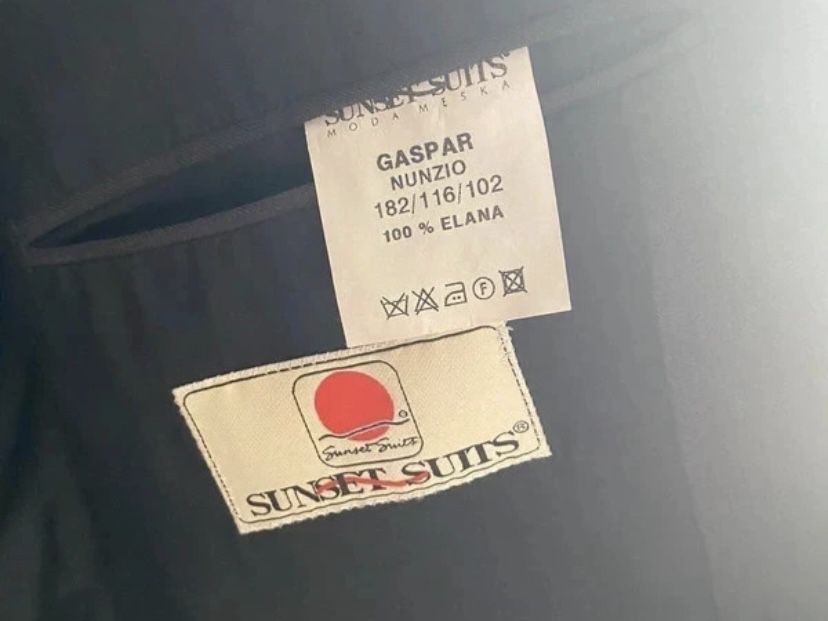 SUNSET SUITS
MODA MĘSKA
GASPAR
NUNZIO
182/116/102
100 % ELANA
F
Sunset Suits
SUNSET SUITS®